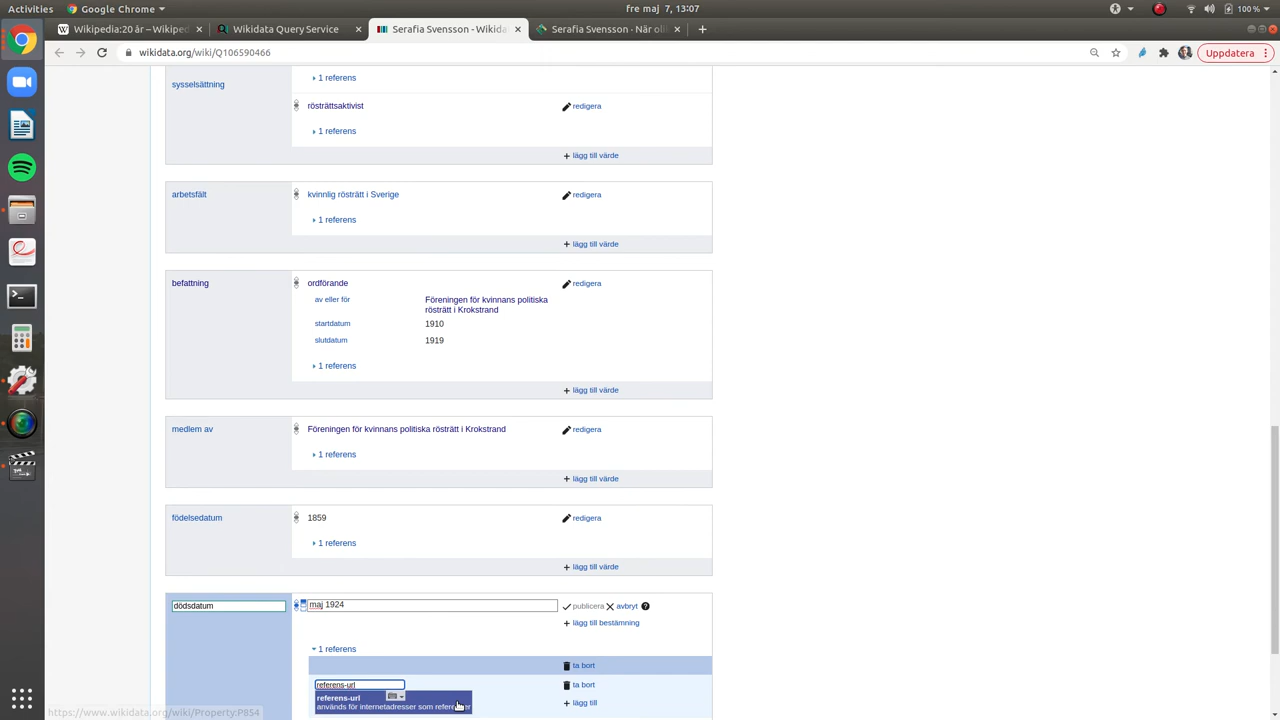 Activities
Google Chrome
fre maj 7, 13:07
100 %
Wikipedia:20 år – Wikiped
Wikidata Query Service
Serafia Svensson - Wikida
Serafia Svensson - När oli
wikidata.org/wiki/Q106590466
Uppdatera
sysselsättning
1 referens
rösträttsaktivist
redigera
1 referens
lägg till värde
arbetsfält
kvinnlig rösträtt i Sverige
redigera
1 referens
lägg till värde
befattning
ordförande
redigera
av eller för
Föreningen för kvinnans politiska
rösträtt i Krokstrand
startdatum
1910
slutdatum
1919
1 referens
lägg till värde
medlem av
Föreningen för kvinnans politiska rösträtt i Krokstrand
redigera
1 referens
lägg till värde
födelsedatum
1859
redigera
1 referens
lägg till värde
dödsdatum
maj 1924
publicera
avbryt
lägg till bestämning
1 referens
ta bort
referens-url
ta bort
referens-url
används för internetadresser som
lägg till
https://www.wikidata.org/wiki/Property:P854